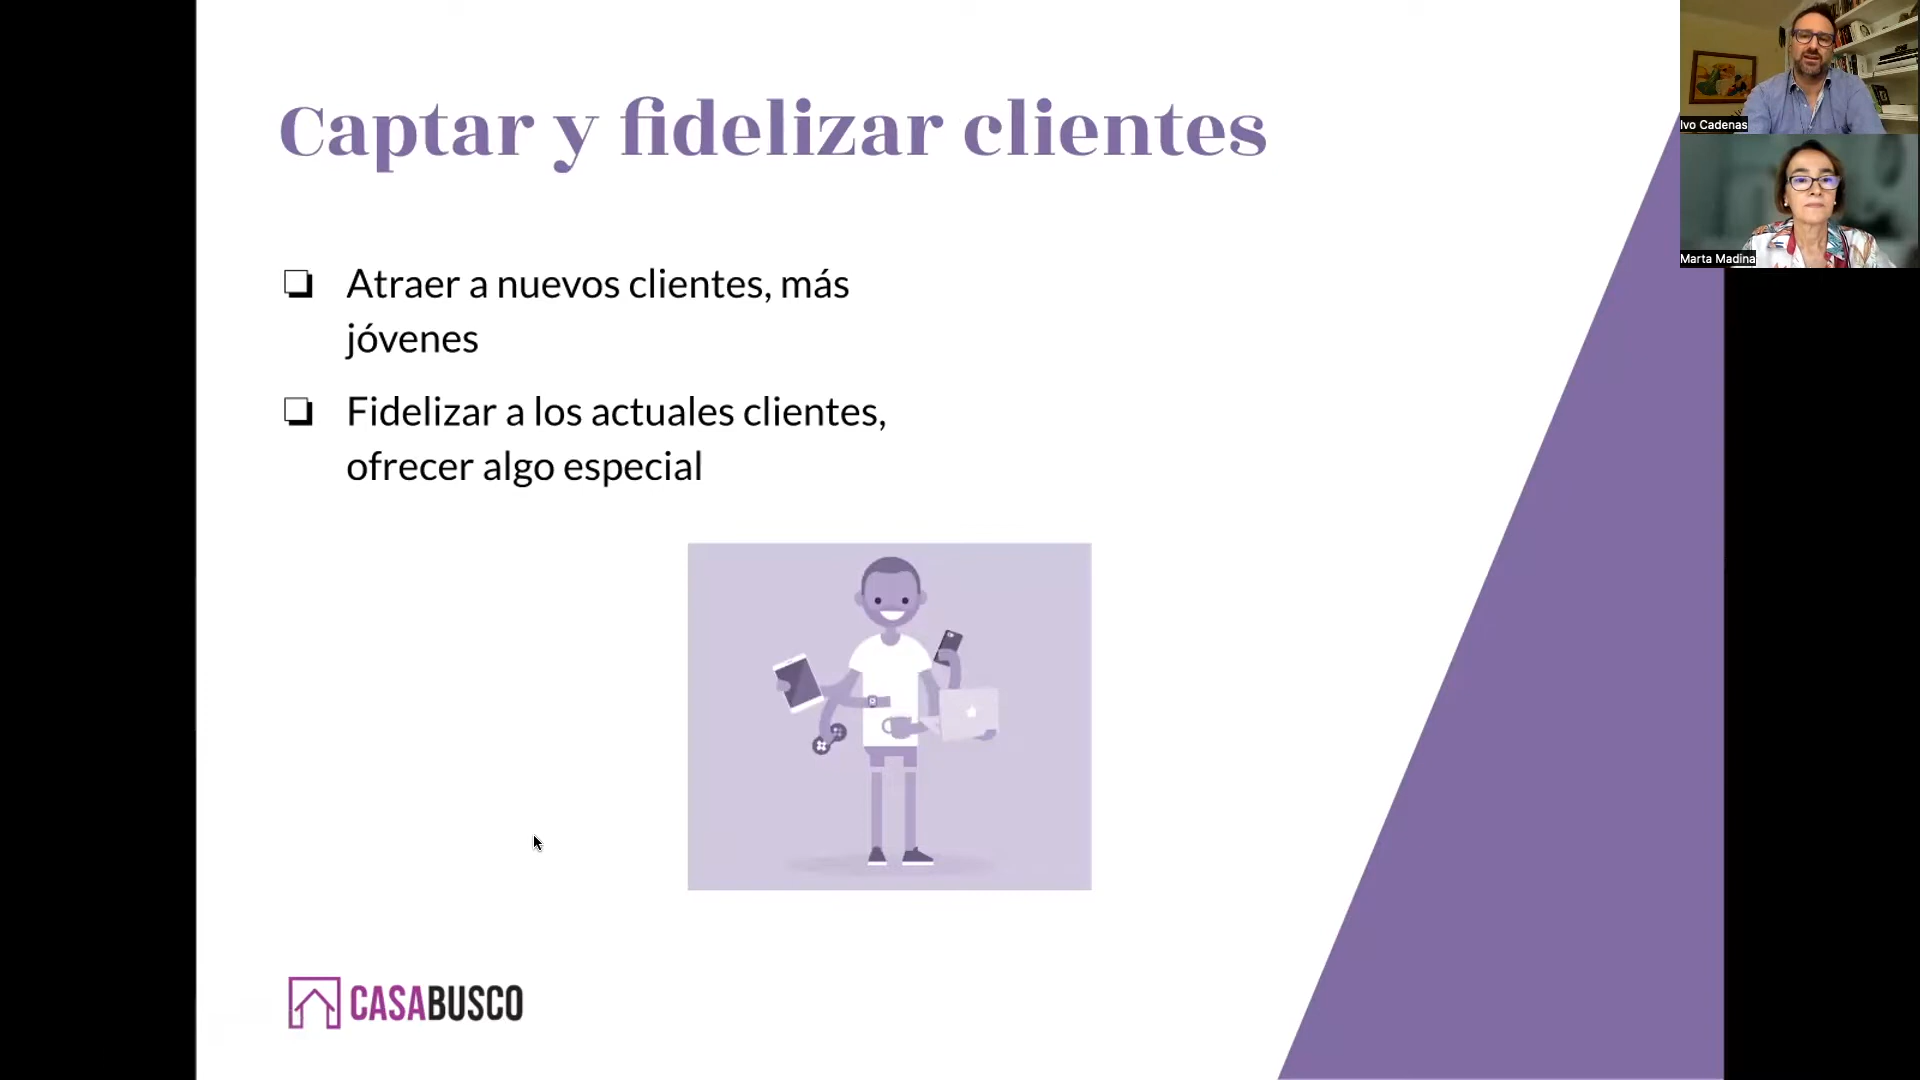 Captar y fidelizar clientes
❏ Atraer a nuevos clientes, más
jóvenes
❏ Fidelizar a los actuales clientes,
ofrecer algo especial
CASABUSCO
Ivo Cadenas
Marta Madina